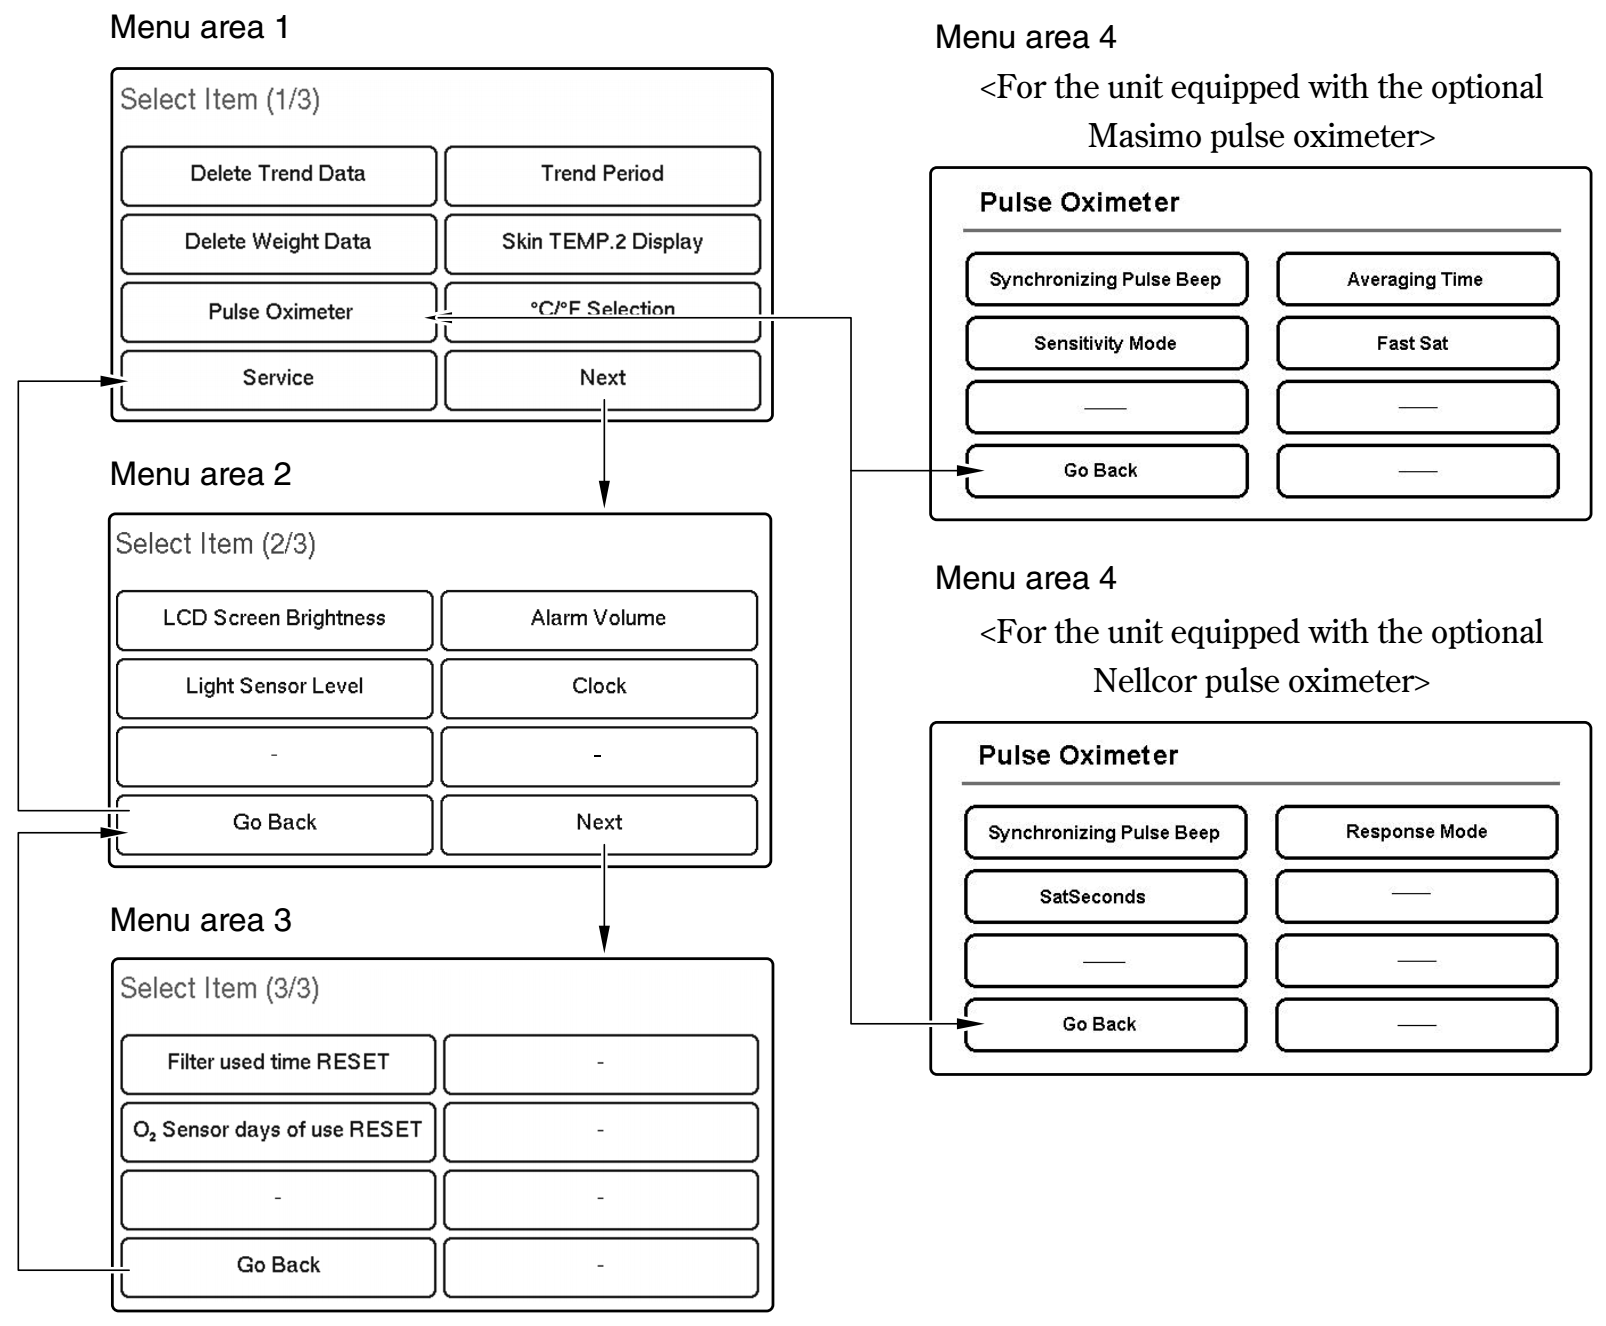 Menu area 1
Select Item (1/3)
Delete Trend Data
Trend Period
Delete Weight Data
Skin TEMP.2 Display
Pulse Oximeter
°C/°F Selection
Service
Next
Menu area 2
Select Item (2/3)
LCD Screen Brightness
Alarm Volume
Light Sensor Level
Clock
-
-
Go Back
Next
Menu area 3
Select Item (3/3)
Filter used time RESET
-
O₂ Sensor days of use RESET
-
-
-
Go Back
-
Menu area 4
<For the unit equipped with the optional
Masimo pulse oximeter>
Pulse Oximeter
Synchronizing Pulse Beep
Averaging Time
Sensitivity Mode
Fast Sat
——
——
Go Back
——
Menu area 4
<For the unit equipped with the optional
Nellcor pulse oximeter>
Pulse Oximeter
Synchronizing Pulse Beep
Response Mode
SatSeconds
——
——
——
Go Back
——